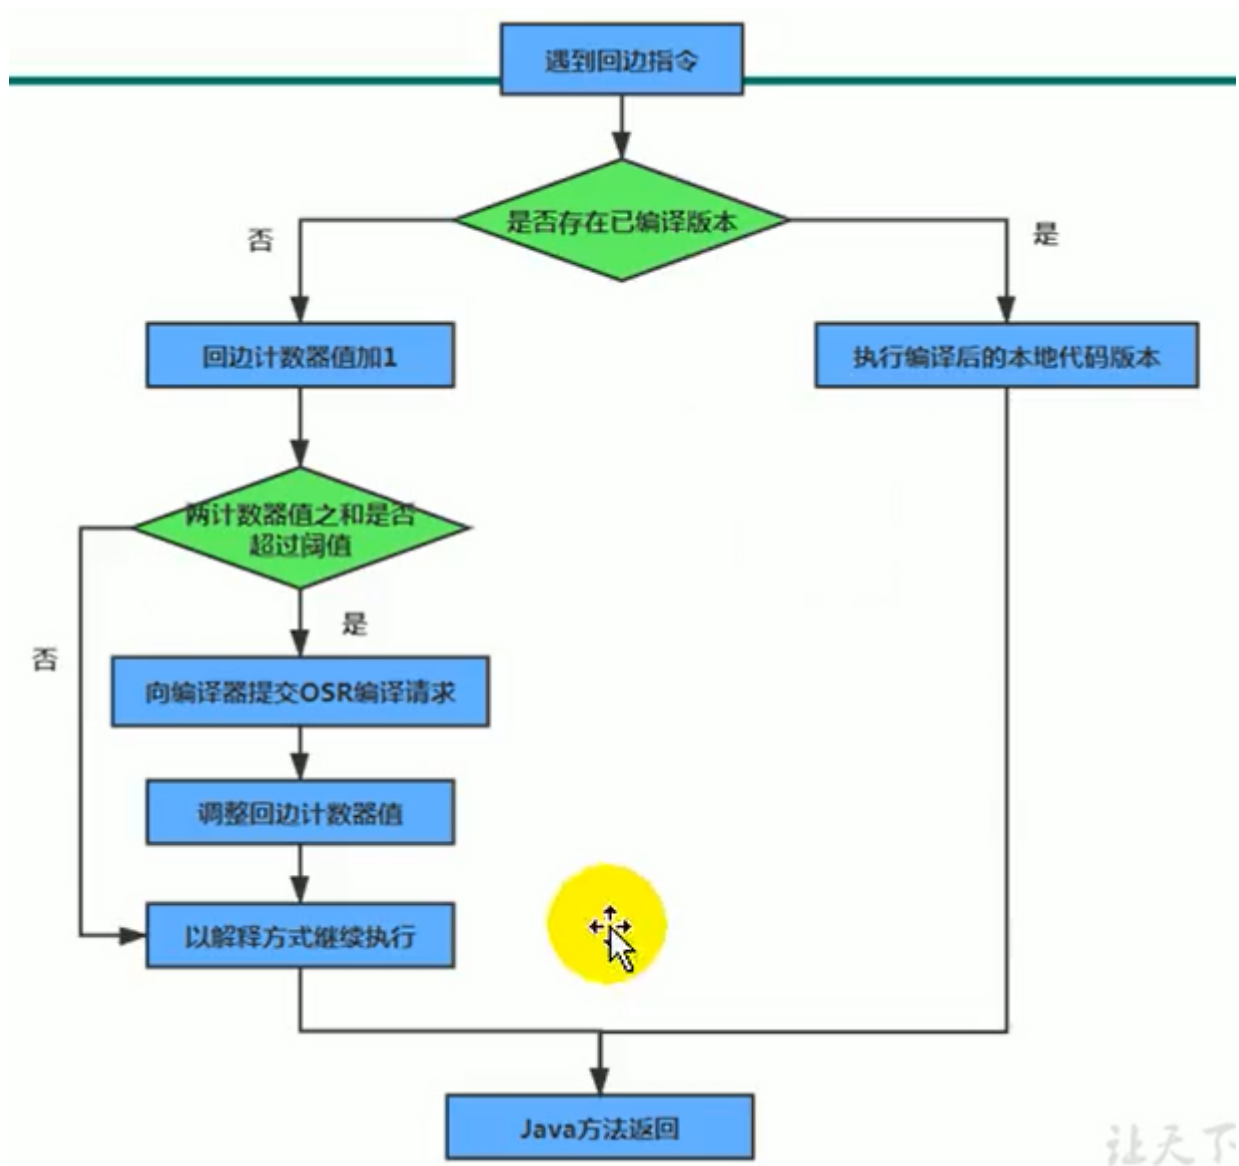 遇到回边指令
是否存在已编译版本
否
是
回边计数器值加1
执行编译后的本地代码版本
两计数器值之和是否
超过阈值
是
否
向编译器提交OSR编译请求
调整回边计数器值
以解释方式继续执行
Java方法返回
让天下